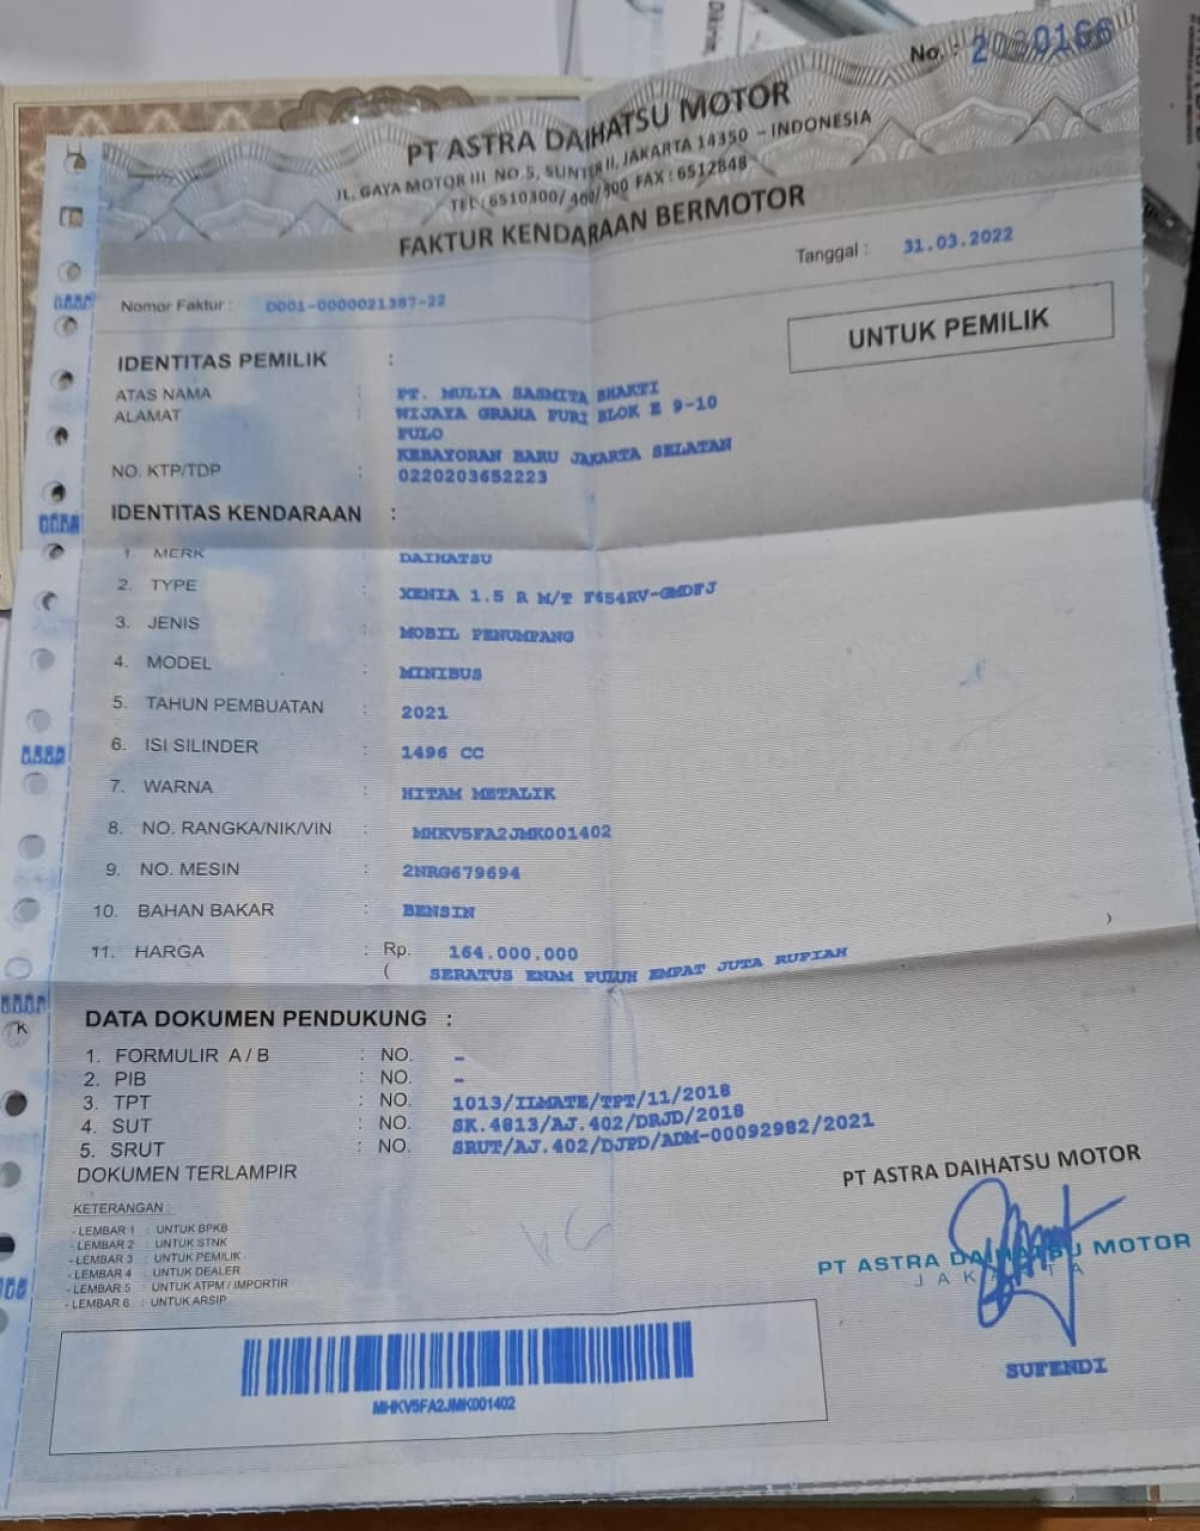 No. : 2020166
PT ASTRA DAIHATSU MOTOR
JL. GAYA MOTOR III NO.5, SUNTER II, JAKARTA 14350 – INDONESIA
TEL : 6510300/ 400/500 FAX : 6512848
FAKTUR KENDARAAN BERMOTOR
Tanggal : 31.03.2022
Nomor Faktur : D001-0000021387-22
UNTUK PEMILIK
IDENTITAS PEMILIK :
ATAS NAMA : PT. MULIA SASMITA BHAKTI
ALAMAT : WIJAYA GRAHA PURI BLOK E 9-10
PULO
KEBAYORAN BARU JAKARTA SELATAN
NO. KTP/TDP : 0220203652223
IDENTITAS KENDARAAN :
1. MERK : DAIHATSU
2. TYPE : XENIA 1.5 R M/T F654RV-GMDFJ
3. JENIS : MOBIL PENUMPANG
4. MODEL : MINIBUS
5. TAHUN PEMBUATAN : 2021
6. ISI SILINDER : 1496 CC
7. WARNA : HITAM METALIK
8. NO. RANGKA/NIK/VIN : MHKV5FA2JMK001402
9. NO. MESIN : 2NRG679694
10. BAHAN BAKAR : BENSIN
11. HARGA : Rp. 164.000.000
( SERATUS ENAM PULUH EMPAT JUTA RUPIAH )
DATA DOKUMEN PENDUKUNG :
1. FORMULIR A / B : NO. –
2. PIB : NO. –
3. TPT : NO. 1013/ILMATE/TPT/11/2018
4. SUT : NO. SK.4813/AJ.402/DRJD/2018
5. SRUT : NO. SRUT/AJ.402/DJPD/ADM-00092982/2021
DOKUMEN TERLAMPIR
PT ASTRA DAIHATSU MOTOR
KETERANGAN :
- LEMBAR 1 : UNTUK BPKB
- LEMBAR 2 : UNTUK STNK
- LEMBAR 3 : UNTUK PEMILIK
- LEMBAR 4 : UNTUK DEALER
- LEMBAR 5 : UNTUK ATPM / IMPORTIR
- LEMBAR 6 : UNTUK ARSIP
PT ASTRA DAIHATSU MOTOR
JAKARTA
SUFENDI
MHKV5FA2JMK001402